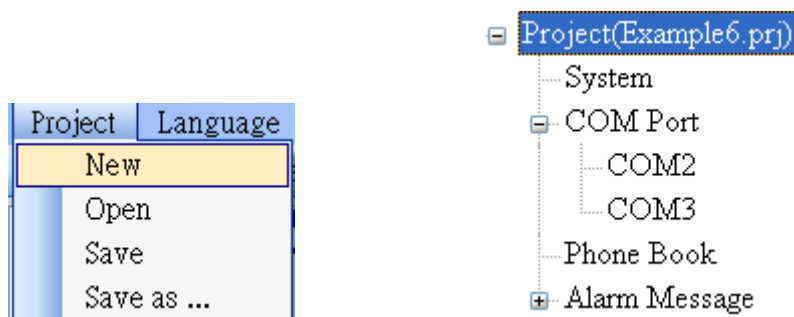 Project Language
New
Open
Save
Save as ...
Project(Example6.prj)
System
COM Port
COM2
COM3
Phone Book
Alarm Message